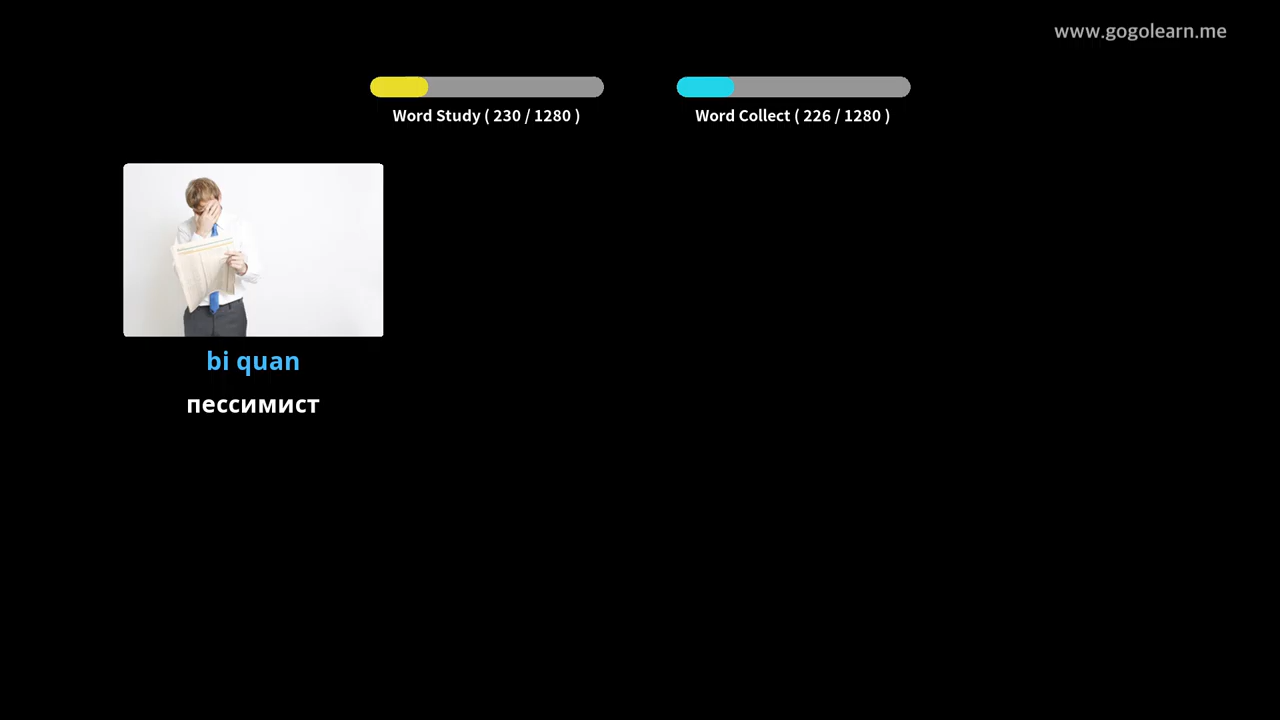 www.gogolearn.me
Word Study ( 230 / 1280 )
Word Collect ( 226 / 1280 )
bi quan
пессимист